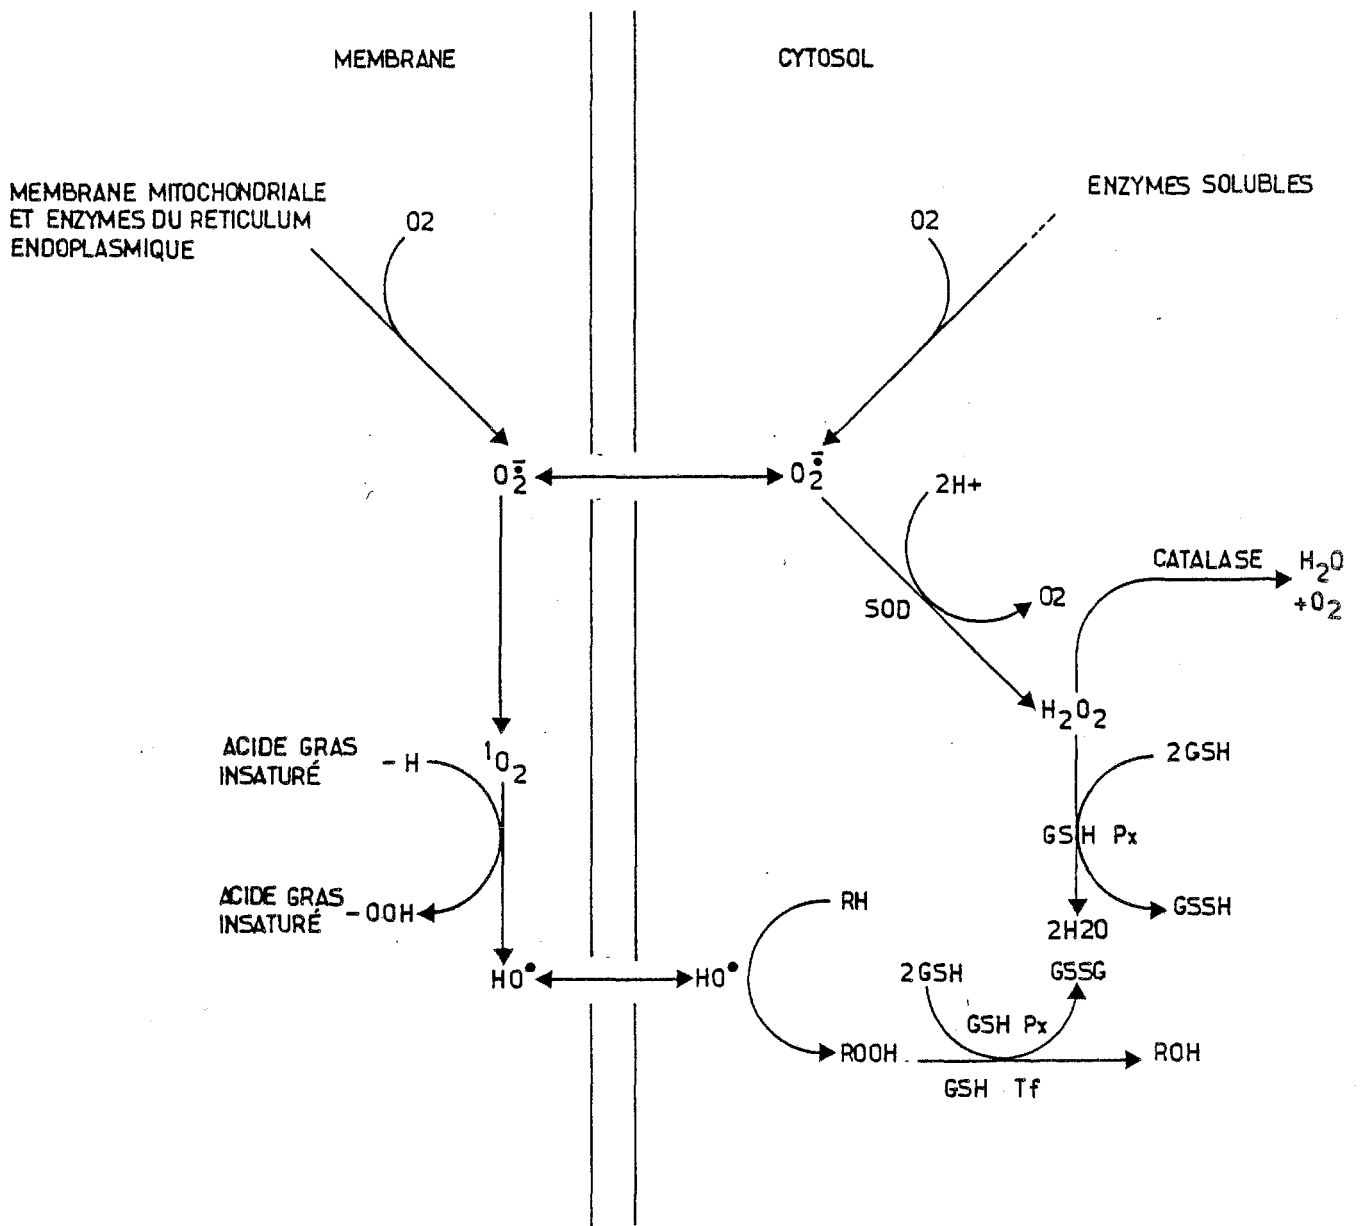 MEMBRANE
CYTOSOL
MEMBRANE MITOCHONDRIALE
ET ENZYMES DU RETICULUM
ENDOPLASMIQUE
O2
O2
ENZYMES SOLUBLES
O2•̄
O2•̄
2H+
SOD
O2
CATALASE
H2O
+O2
H2O2
ACIDE GRAS
INSATURÉ
-H
1O2
2GSH
GSH Px
ACIDE GRAS
INSATURÉ
-OOH
GSSH
2H2O
HO•
HO•
RH
2GSH
GSSG
GSH Px
ROOH
ROH
GSH Tf